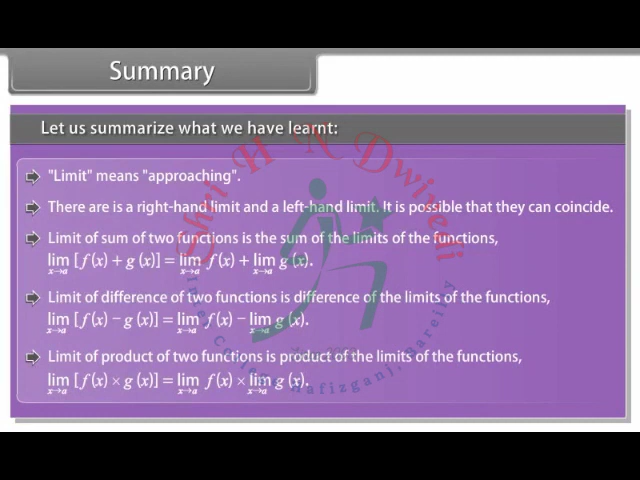 Summary
Let us summarize what we have learnt:
"Limit" means "approaching".
There are is a right-hand limit and a left-hand limit. It is possible that they can coincide.
Limit of sum of two functions is the sum of the limits of the functions,
lim x→a [f(x) + g(x)] = lim x→a f(x) + lim x→a g(x).
Limit of difference of two functions is difference of the limits of the functions,
lim x→a [f(x) − g(x)] = lim x→a f(x) − lim x→a g(x).
Limit of product of two functions is product of the limits of the functions,
lim x→a [f(x) × g(x)] = lim x→a f(x) × lim x→a g(x).
Shri H N Dwivedi
Inter College Hafizganj, Bareilly